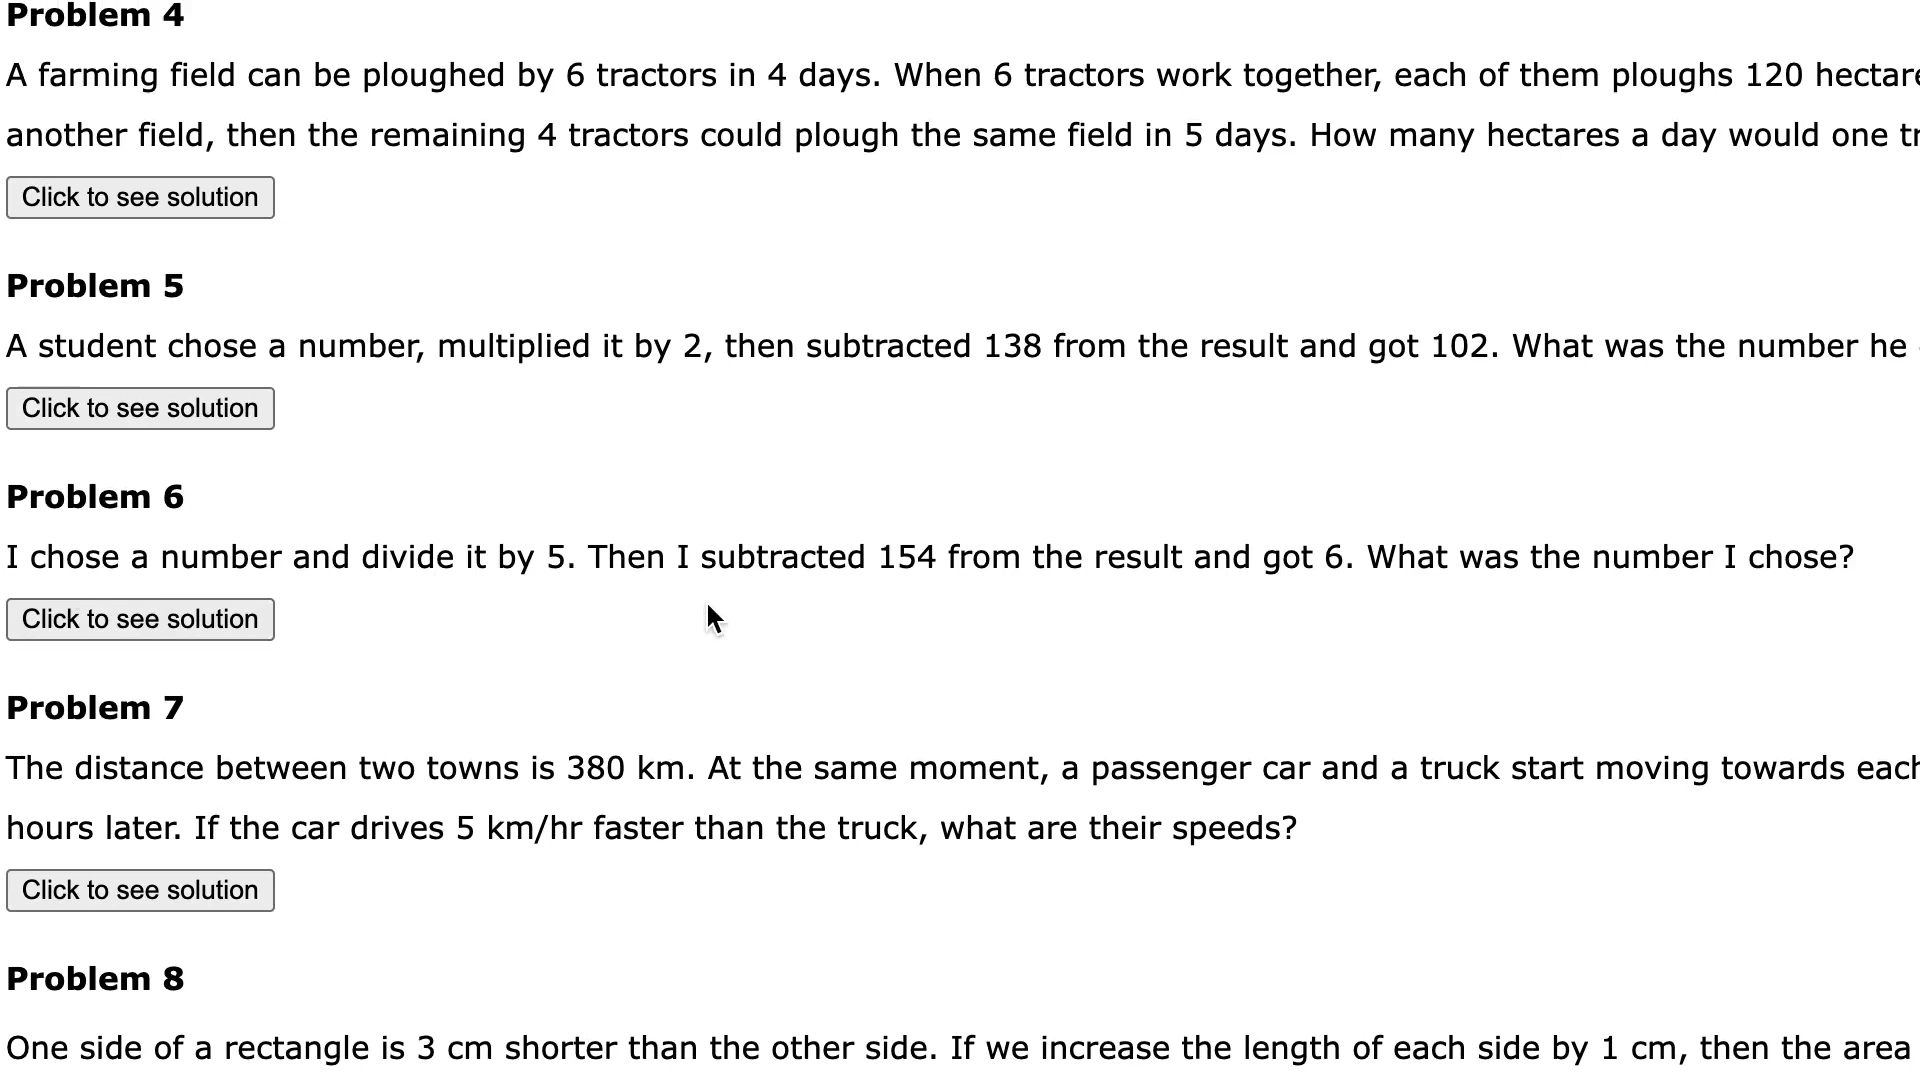 Problem 4
A farming field can be ploughed by 6 tractors in 4 days. When 6 tractors work together, each of them ploughs 120
another field, then the remaining 4 tractors could plough the same field in 5 days. How many hectares a day would one
Click to see solution
Problem 5
A student chose a number, multiplied it by 2, then subtracted 138 from the result and got 102. What was the number he
Click to see solution
Problem 6
I chose a number and divide it by 5. Then I subtracted 154 from the result and got 6. What was the number I chose?
Click to see solution
Problem 7
The distance between two towns is 380 km. At the same moment, a passenger car and a truck start moving towards each
hours later. If the car drives 5 km/hr faster than the truck, what are their speeds?
Click to see solution
Problem 8
One side of a rectangle is 3 cm shorter than the other side. If we increase the length of each side by 1 cm, then the area